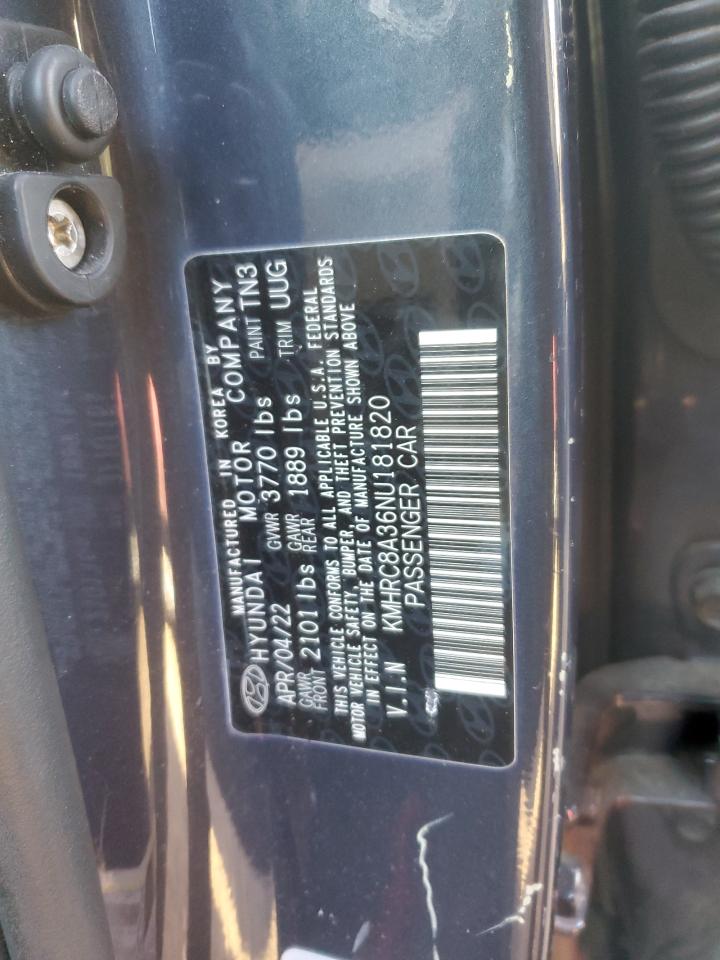 MANUFACTURED IN KOREA BY
HYUNDAI MOTOR COMPANY
APR/04/22 GVWR 3770 lbs PAINT TN3
GAWR FRONT 2101 lbs GAWR REAR 1889 lbs TRIM UUG
THIS VEHICLE CONFORMS TO ALL APPLICABLE U.S.A. FEDERAL
MOTOR VEHICLE SAFETY, BUMPER, AND THEFT PREVENTION STANDARDS
IN EFFECT ON THE DATE OF MANUFACTURE SHOWN ABOVE
V.I.N KMHRC8A36NU181820
PASSENGER CAR